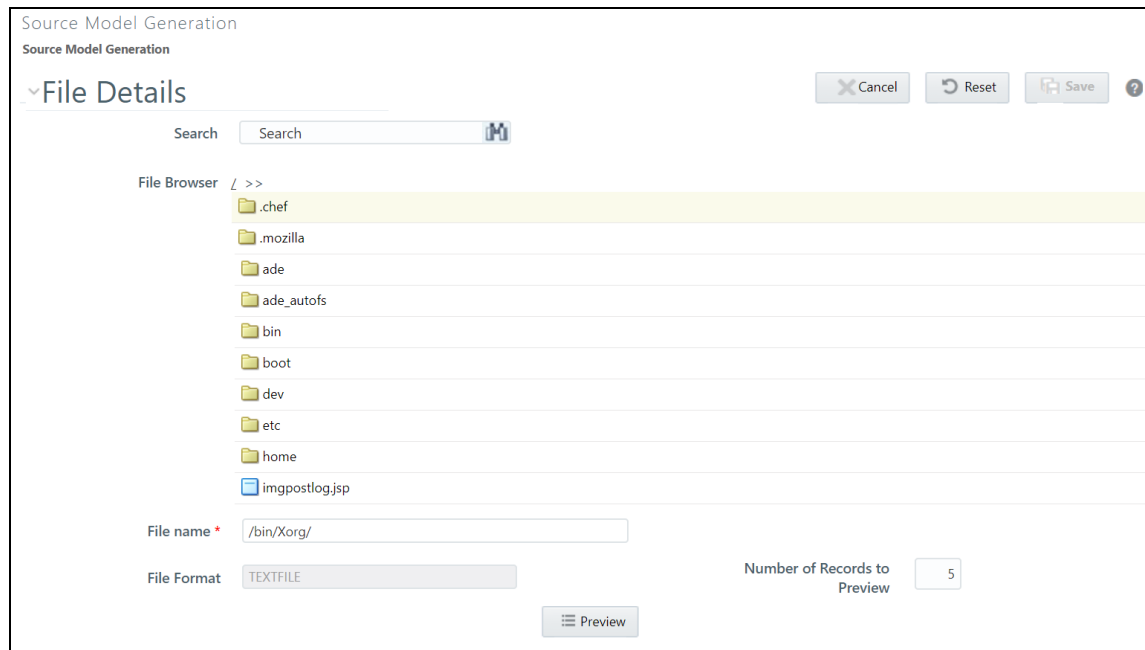 Source Model Generation
Source Model Generation
File Details
Cancel
Reset
Save
?
Search
Search
File Browser / >>
.chef
.mozilla
ade
ade_autofs
bin
boot
dev
etc
home
imgpostlog.jsp
File name * /bin/Xorg/
File Format TEXTFILE
Number of Records to
Preview
5
Preview